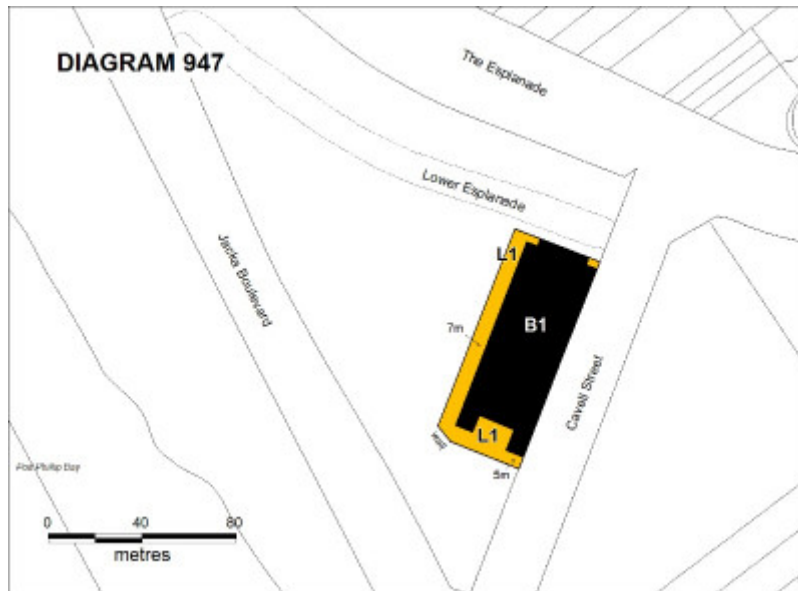 DIAGRAM 947
The Esplanade
Lower Esplanade
L1
Jacka Boulevard
B1
7m
Cavell Street
L1
5m
Port Phillip Bay
0 40 80
metres